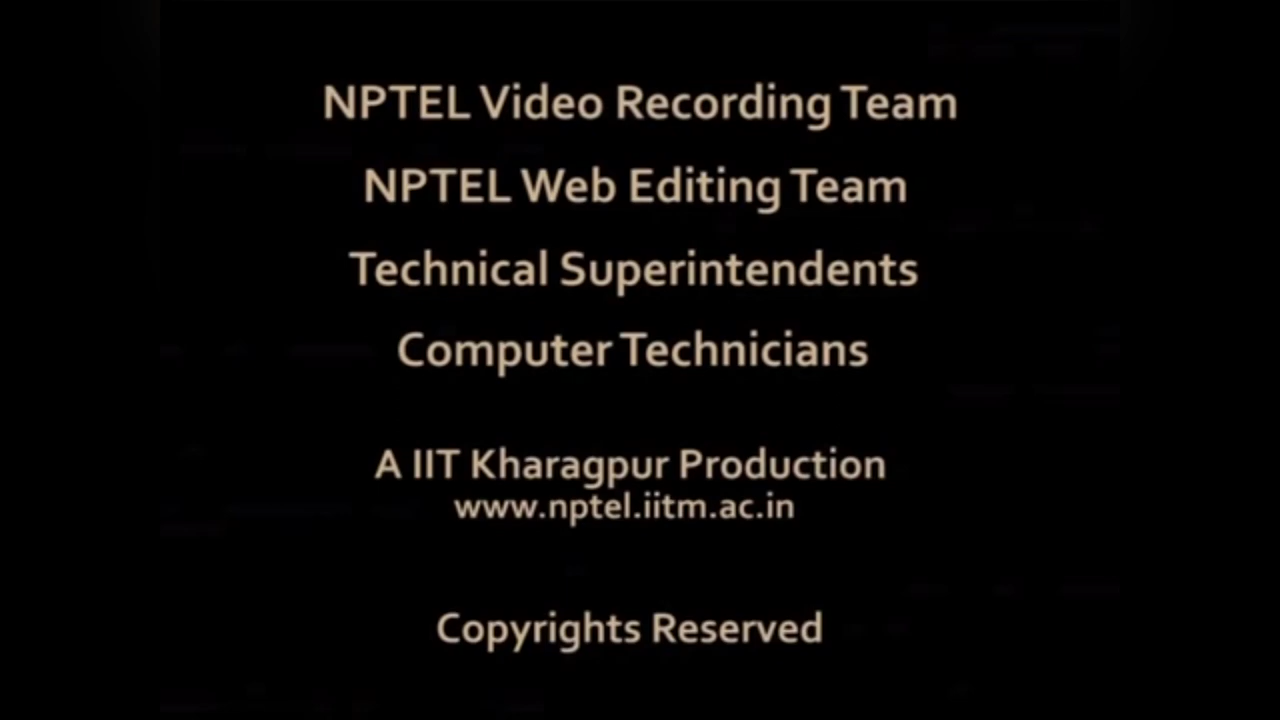 NPTEL Video Recording Team
NPTEL Web Editing Team
Technical Superintendents
Computer Technicians
A IIT Kharagpur Production
www.nptel.iitm.ac.in
Copyrights Reserved